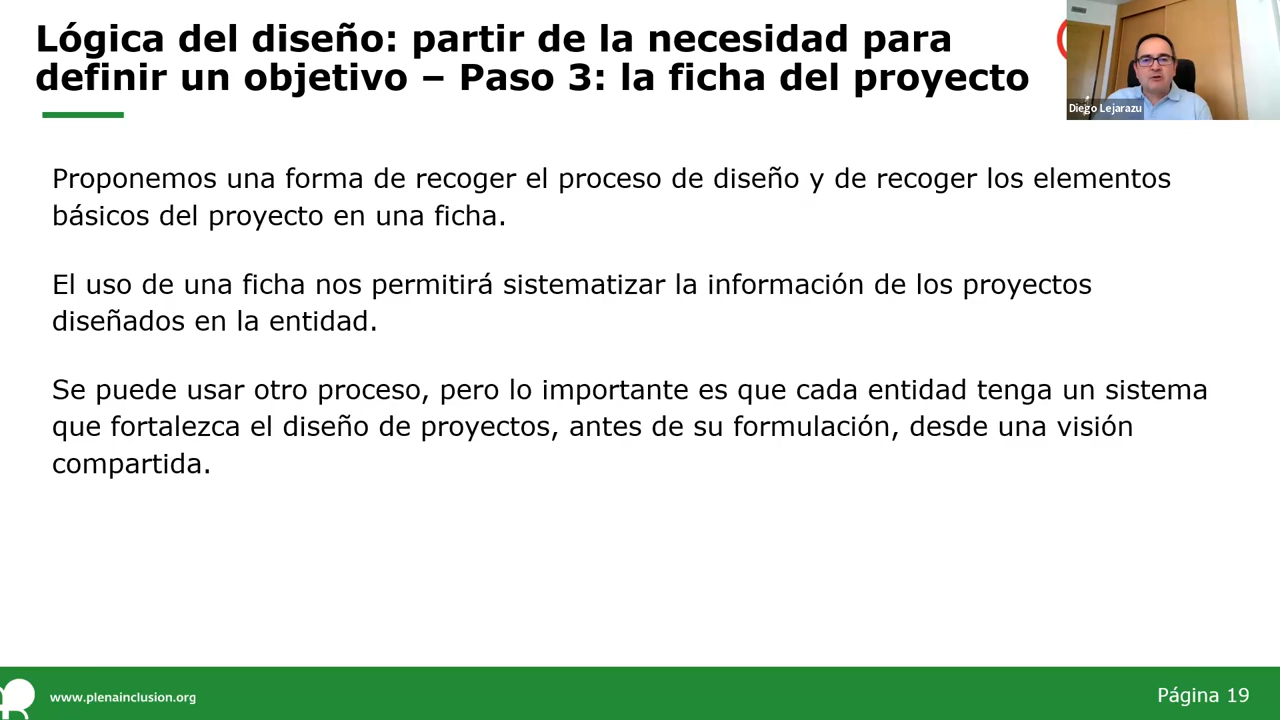 Lógica del diseño: partir de la necesidad para
definir un objetivo – Paso 3: la ficha del proyecto
Diego Lejarazu
Proponemos una forma de recoger el proceso de diseño y de recoger los elementos
básicos del proyecto en una ficha.
El uso de una ficha nos permitirá sistematizar la información de los proyectos
diseñados en la entidad.
Se puede usar otro proceso, pero lo importante es que cada entidad tenga un sistema
que fortalezca el diseño de proyectos, antes de su formulación, desde una visión
compartida.
www.plenainclusion.org
Página 19